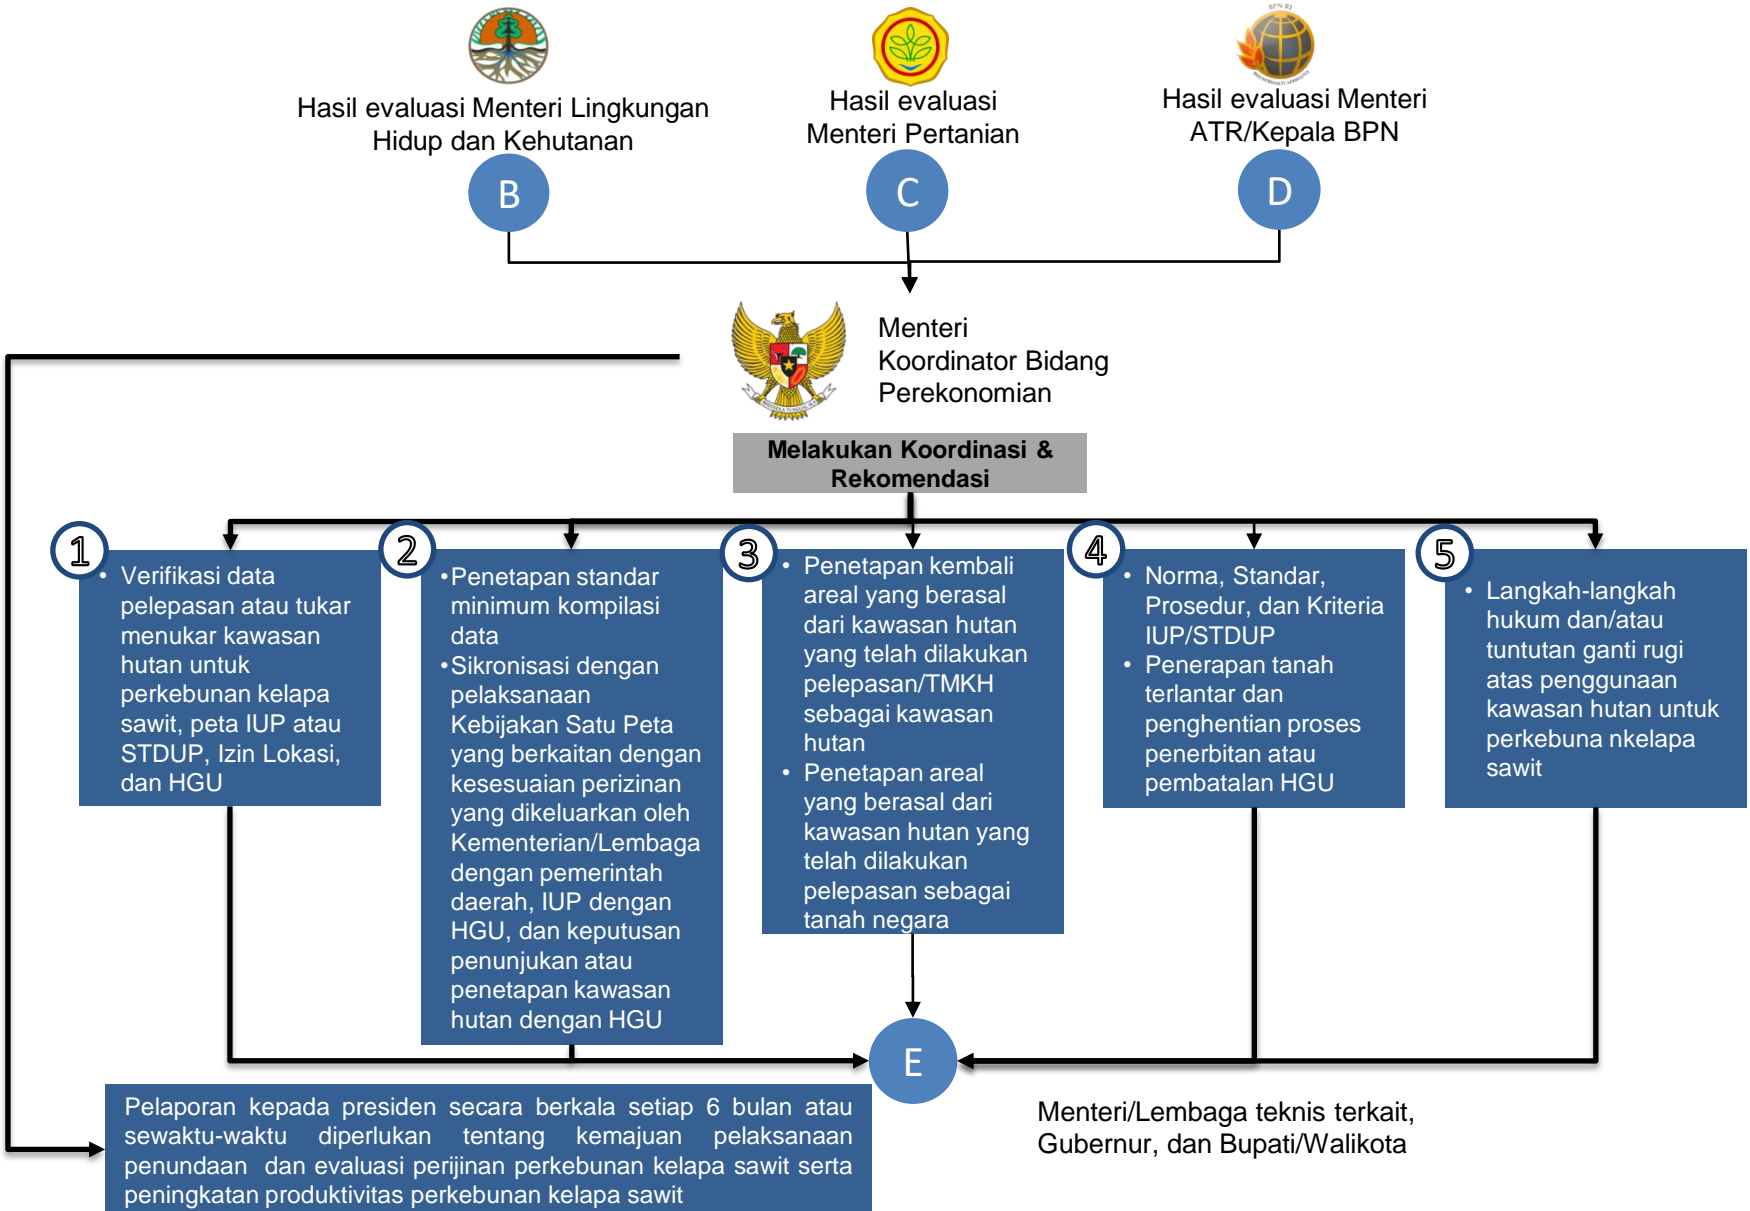 BPN RI
Hasil evaluasi Menteri Lingkungan
Hidup dan Kehutanan
B
Hasil evaluasi
Menteri Pertanian
C
Hasil evaluasi Menteri
ATR/Kepala BPN
D
Menteri
Koordinator Bidang
Perekonomian
Melakukan Koordinasi &
Rekomendasi
1
• Verifikasi data
pelepasan atau tukar
menukar kawasan
hutan untuk
perkebunan kelapa
sawit, peta IUP atau
STDUP, Izin Lokasi,
dan HGU
2
•Penetapan standar
minimum kompilasi
data
•Sikronisasi dengan
pelaksanaan
Kebijakan Satu Peta
yang berkaitan dengan
kesesuaian perizinan
yang dikeluarkan oleh
Kementerian/Lembaga
dengan pemerintah
daerah, IUP dengan
HGU, dan keputusan
penunjukan atau
penetapan kawasan
hutan dengan HGU
3
• Penetapan kembali
areal yang berasal
dari kawasan hutan
yang telah dilakukan
pelepasan/TMKH
sebagai kawasan
hutan
• Penetapan areal
yang berasal dari
kawasan hutan yang
telah dilakukan
pelepasan sebagai
tanah negara
4
• Norma, Standar,
Prosedur, dan Kriteria
IUP/STDUP
• Penerapan tanah
terlantar dan
penghentian proses
penerbitan atau
pembatalan HGU
5
• Langkah-langkah
hukum dan/atau
tuntutan ganti rugi
atas penggunaan
kawasan hutan untuk
perkebuna nkelapa
sawit
E
Pelaporan kepada presiden secara berkala setiap 6 bulan atau
sewaktu-waktu diperlukan tentang kemajuan pelaksanaan
penundaan dan evaluasi perijinan perkebunan kelapa sawit serta
peningkatan produktivitas perkebunan kelapa sawit
Menteri/Lembaga teknis terkait,
Gubernur, dan Bupati/Walikota